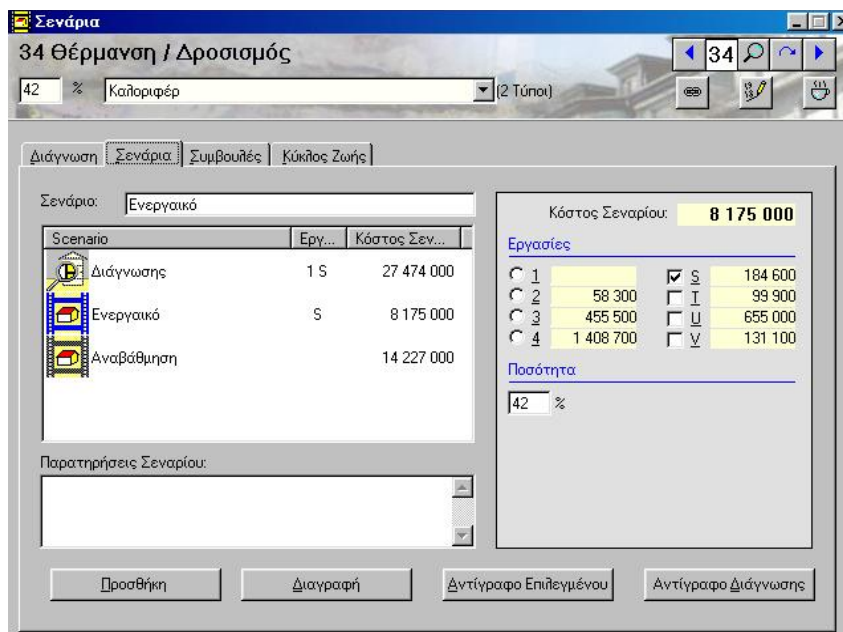 Σενάρια
34 Θέρμανση / Δροσισμός
34
42 % Καλοριφέρ (2 Τύποι)
Διάγνωση Σενάρια Συμβουλές Κύκλος Ζωής
Σενάριο: Ενεργαικό
Scenario Εργ... Κόστος Σεν...
Διάγνωσης 1 S 27 474 000
Ενεργαικό S 8 175 000
Αναβάθμηση 14 227 000
Παρατηρήσεις Σεναρίου:
Κόστος Σεναρίου: 8 175 000
Εργασίες
1 S 184 600
2 58 300 T 99 900
3 455 500 U 655 000
4 1 408 700 V 131 100
Ποσότητα
42 %
Προσθήκη Διαγραφή Αντίγραφο Επιλεγμένου Αντίγραφο Διάγνωσης